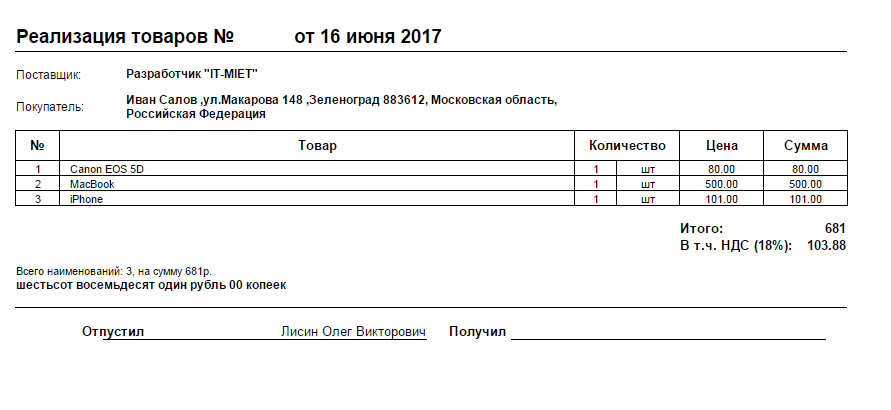 Реализация товаров № от 16 июня 2017
Поставщик: Разработчик "IT-MIET"
Покупатель: Иван Салов ,ул.Макарова 148 ,Зеленоград 883612, Московская область,
Российская Федерация
№ Товар Количество Цена Сумма
1 Canon EOS 5D 1 шт 80.00 80.00
2 MacBook 1 шт 500.00 500.00
3 iPhone 1 шт 101.00 101.00
Итого: 681
В т.ч. НДС (18%): 103.88
Всего наименований: 3, на сумму 681р.
шестьсот восемьдесят один рубль 00 копеек
Отпустил Лисин Олег Викторович Получил